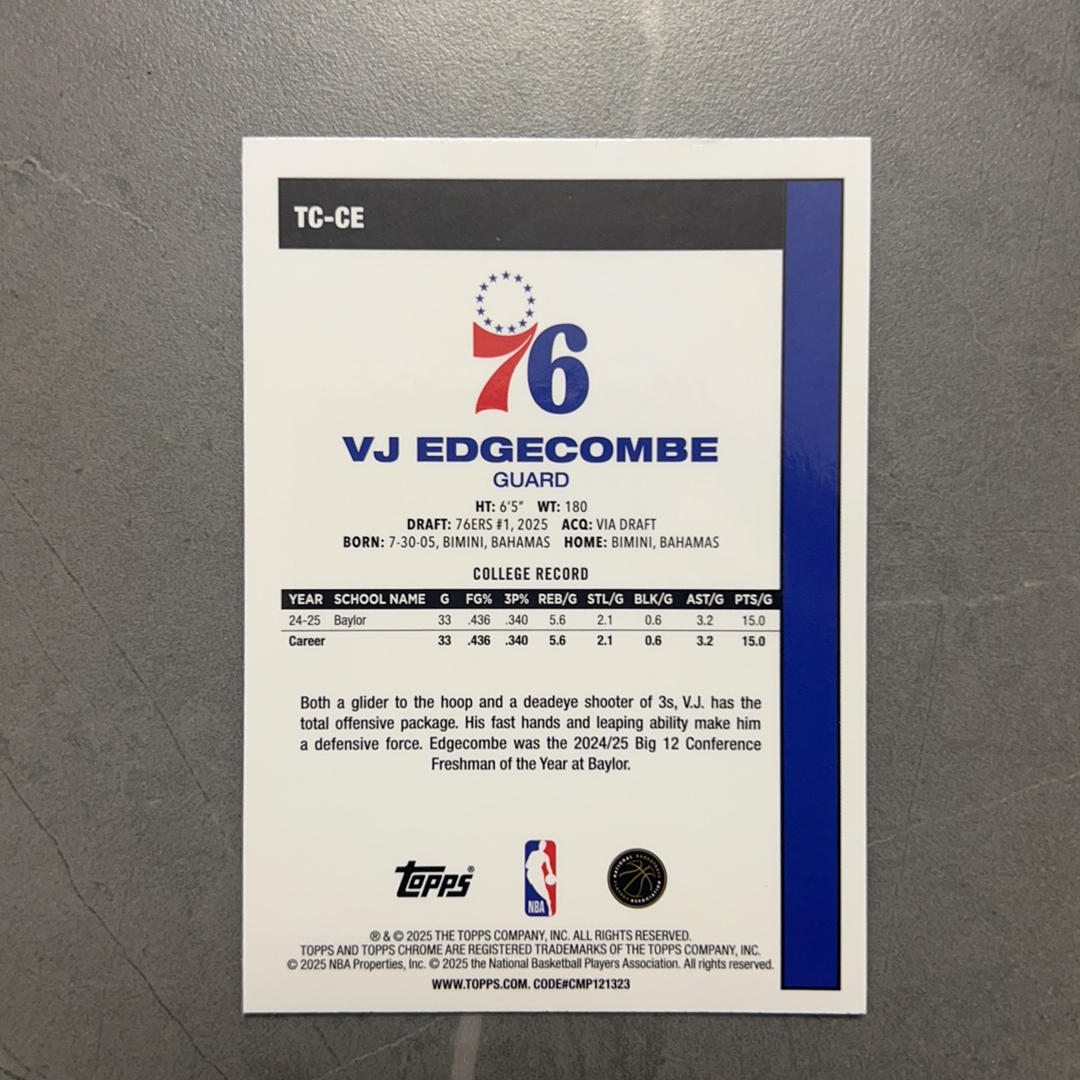 TC-CE
76
VJ EDGECOMBE
GUARD
HT: 6'5" WT: 180
DRAFT: 76ERS #1, 2025 ACQ: VIA DRAFT
BORN: 7-30-05, BIMINI, BAHAMAS HOME: BIMINI, BAHAMAS
COLLEGE RECORD
YEAR SCHOOL NAME G FG% 3P% REB/G STL/G BLK/G AST/G PTS/G
24-25 Baylor 33 .436 .340 5.6 2.1 0.6 3.2 15.0
Career 33 .436 .340 5.6 2.1 0.6 3.2 15.0
Both a glider to the hoop and a deadeye shooter of 3s, V.J. has the
total offensive package. His fast hands and leaping ability make him
a defensive force. Edgecombe was the 2024/25 Big 12 Conference
Freshman of the Year at Baylor.
topps®
NBA
NATIONAL BASKETBALL PLAYERS ASSOCIATION
® & © 2025 THE TOPPS COMPANY, INC. ALL RIGHTS RESERVED.
TOPPS AND TOPPS CHROME ARE REGISTERED TRADEMARKS OF THE TOPPS COMPANY, INC.
© 2025 NBA Properties, Inc. © 2025 the National Basketball Players Association. All rights reserved.
WWW.TOPPS.COM. CODE#CMP121323